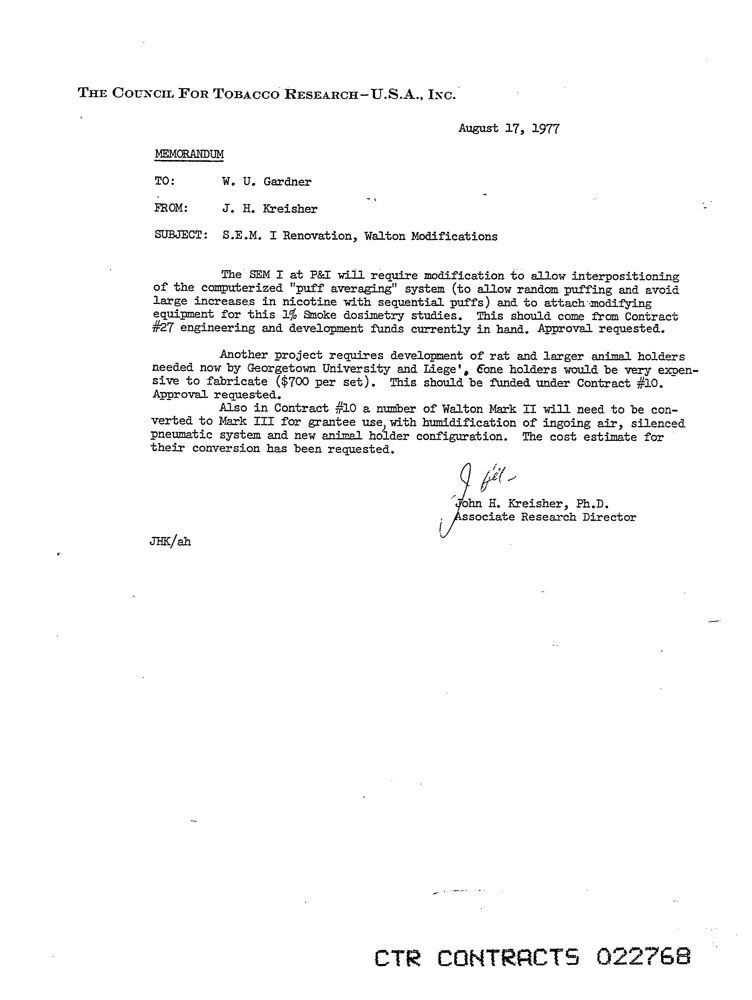 THE COUNCIL FOR TOBACCO RESEARCH-U.S.A., INC.
August 17, 1977
MEMORANDUM
TO: W. U. Gardner
FROM: J. H. Kreisher
SUBJECT: S.E.M. I Renovation, Walton Modifications
The SEM I at P&I will require modification to allow interpositioning
of the computerized "puff averaging" system (to allow random puffing and avoid
large increases in nicotine with sequential puffs) and to attach modifying
equipment for this 1% Smoke dosimetry studies. This should come from Contract
#27 engineering and development funds currently in hand. Approval requested.
Another project requires development of rat and larger animal holders
needed now by Georgetown University and Liege', Cone holders would be very expen-
sive to fabricate ($700 per set). This should be funded under Contract #10.
Approval requested.
Also in Contract #10 a number of Walton Mark II will need to be con-
verted to Mark III for grantee use, with humidification of ingoing air, silenced
pneumatic system and new animal holder configuration. The cost estimate for
their conversion has been requested.
John H. Kreisher, Ph.D.
Associate Research Director
JHK/ah
CTR CONTRACTS 022768